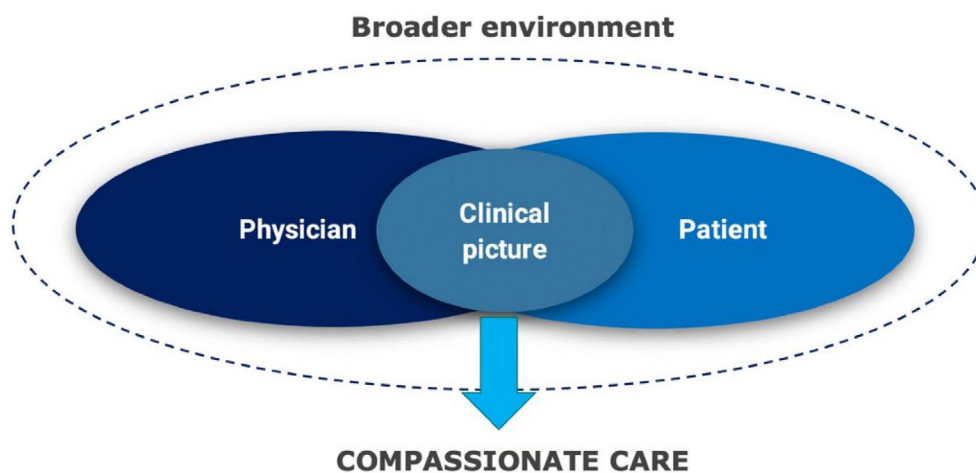 Broader environment
Physician
Clinical
picture
Patient
COMPASSIONATE CARE